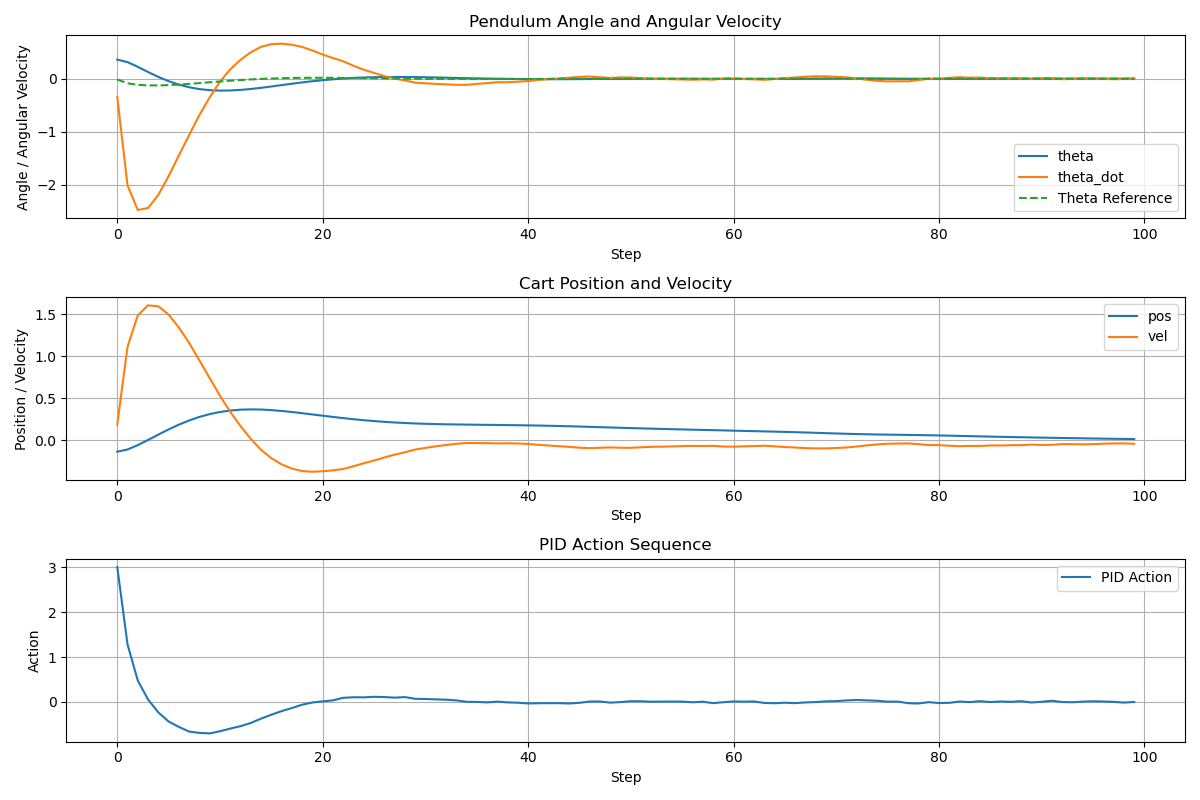 Pendulum Angle and Angular Velocity
Angle / Angular Velocity
0
−1
−2
theta
theta_dot
Theta Reference
0 20 40 60 80 100
Step
Cart Position and Velocity
Position / Velocity
1.5
1.0
0.5
0.0
pos
vel
0 20 40 60 80 100
Step
PID Action Sequence
Action
3
2
1
0
PID Action
0 20 40 60 80 100
Step